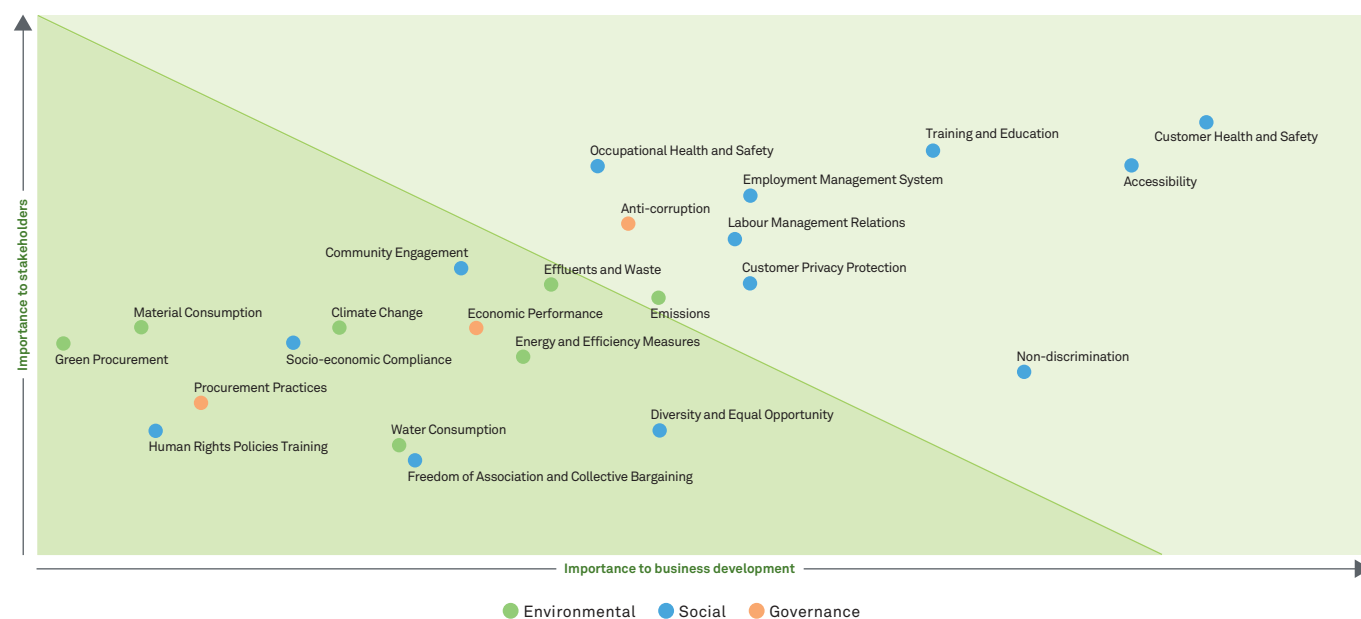 Importance to stakeholders
Training and Education
Customer Health and Safety
Occupational Health and Safety
Employment Management System
Accessibility
Anti-corruption
Labour Management Relations
Community Engagement
Effluents and Waste
Customer Privacy Protection
Material Consumption
Climate Change
Economic Performance
Emissions
Energy and Efficiency Measures
Green Procurement
Socio-economic Compliance
Non-discrimination
Procurement Practices
Diversity and Equal Opportunity
Water Consumption
Human Rights Policies Training
Freedom of Association and Collective Bargaining
Importance to business development
Environmental
Social
Governance